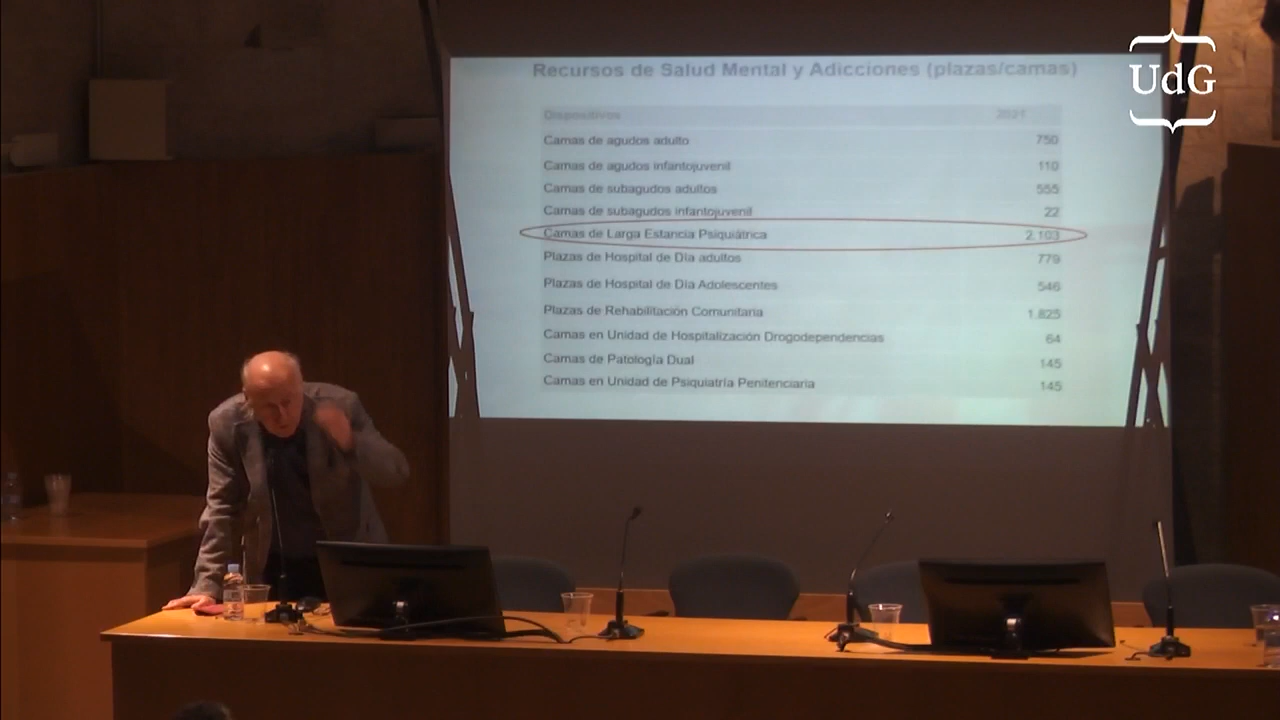 UdG
Recursos de Salud Mental y Adicciones (plazas/camas)
Dispositivos 2021
Camas de agudos adulto 750
Camas de agudos infantojuvenil 110
Camas de subagudos adultos 555
Camas de subagudos infantojuvenil 22
Camas de Larga Estancia Psiquiátrica 2.103
Plazas de Hospital de Día adultos 779
Plazas de Hospital de Día Adolescentes 546
Plazas de Rehabilitación Comunitaria 1.825
Camas en Unidad de Hospitalización Drogodependencias 64
Camas de Patología Dual 145
Camas en Unidad de Psiquiatría Penitenciaria 145